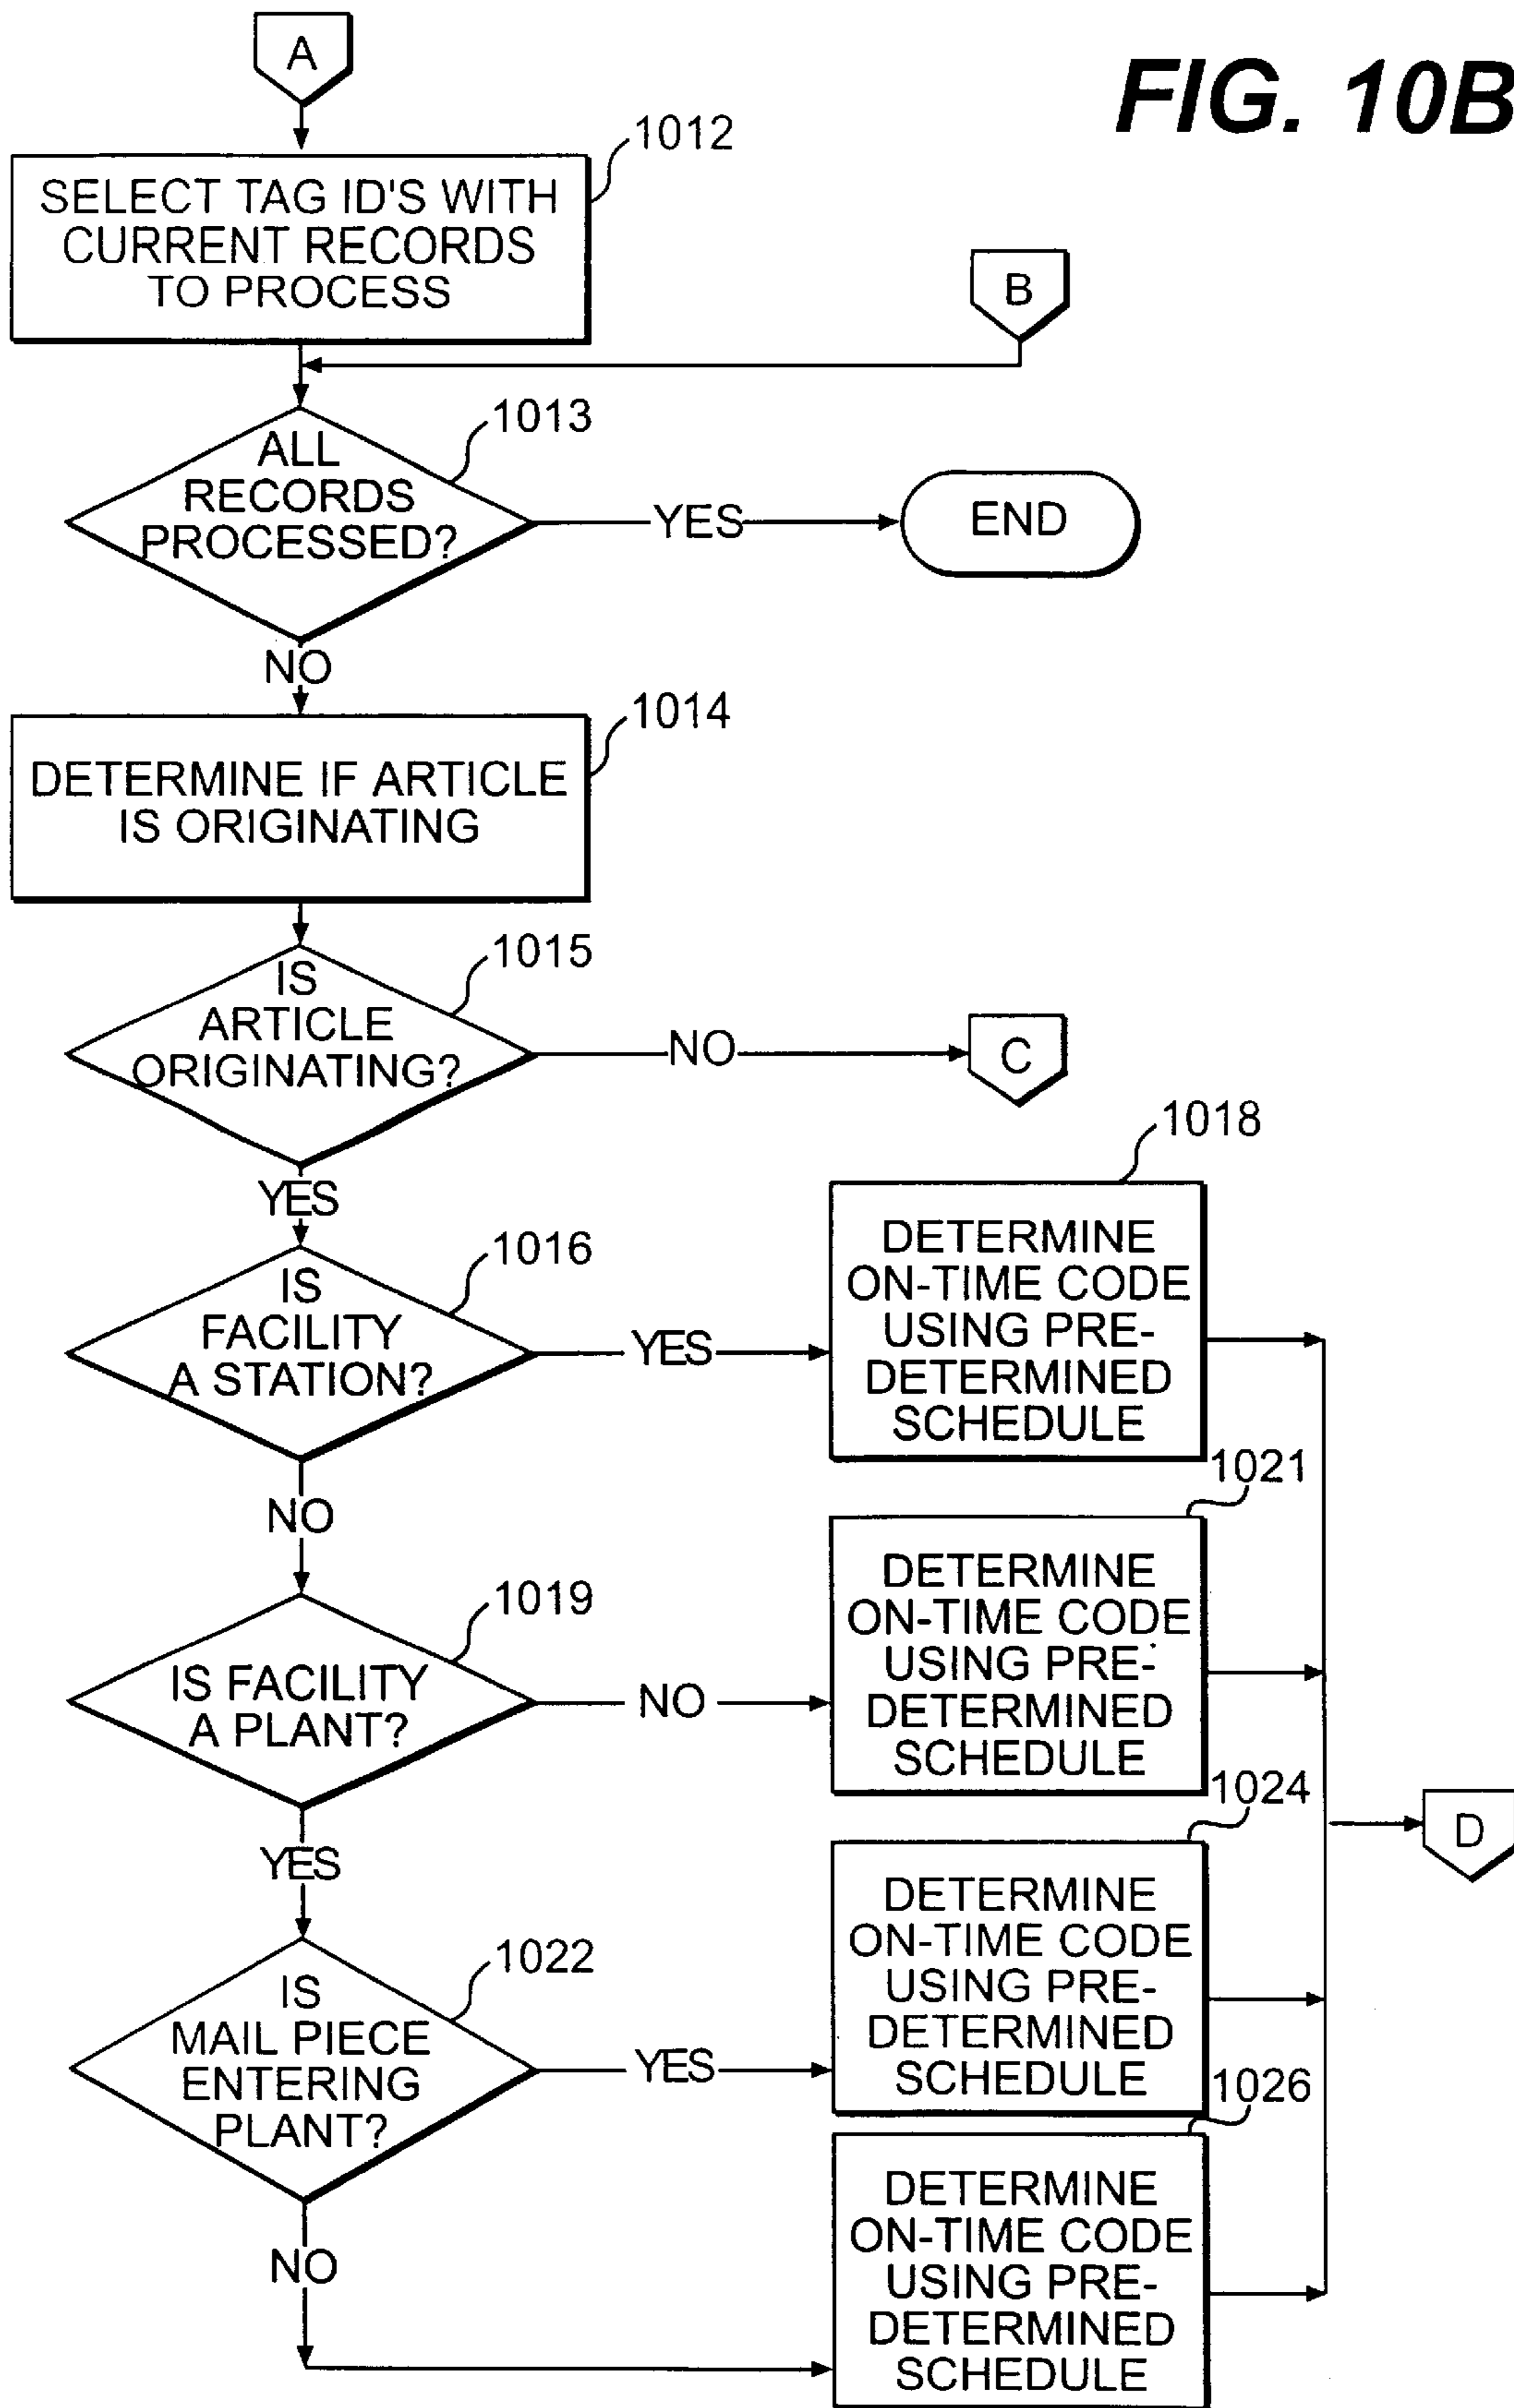 A
FIG. 10B
1012
SELECT TAG ID'S WITH
CURRENT RECORDS
TO PROCESS
B
1013
ALL
RECORDS
PROCESSED?
YES
END
NO
1014
DETERMINE IF ARTICLE
IS ORIGINATING
1015
IS
ARTICLE
ORIGINATING?
NO
C
YES
1016
IS
FACILITY
A STATION?
YES
1018
DETERMINE
ON-TIME CODE
USING PRE-
DETERMINED
SCHEDULE
NO
1019
IS FACILITY
A PLANT?
NO
1021
DETERMINE
ON-TIME CODE
USING PRE-
DETERMINED
SCHEDULE
YES
1022
IS
MAIL PIECE
ENTERING
PLANT?
YES
1024
DETERMINE
ON-TIME CODE
USING PRE-
DETERMINED
SCHEDULE
D
NO
1026
DETERMINE
ON-TIME CODE
USING PRE-
DETERMINED
SCHEDULE